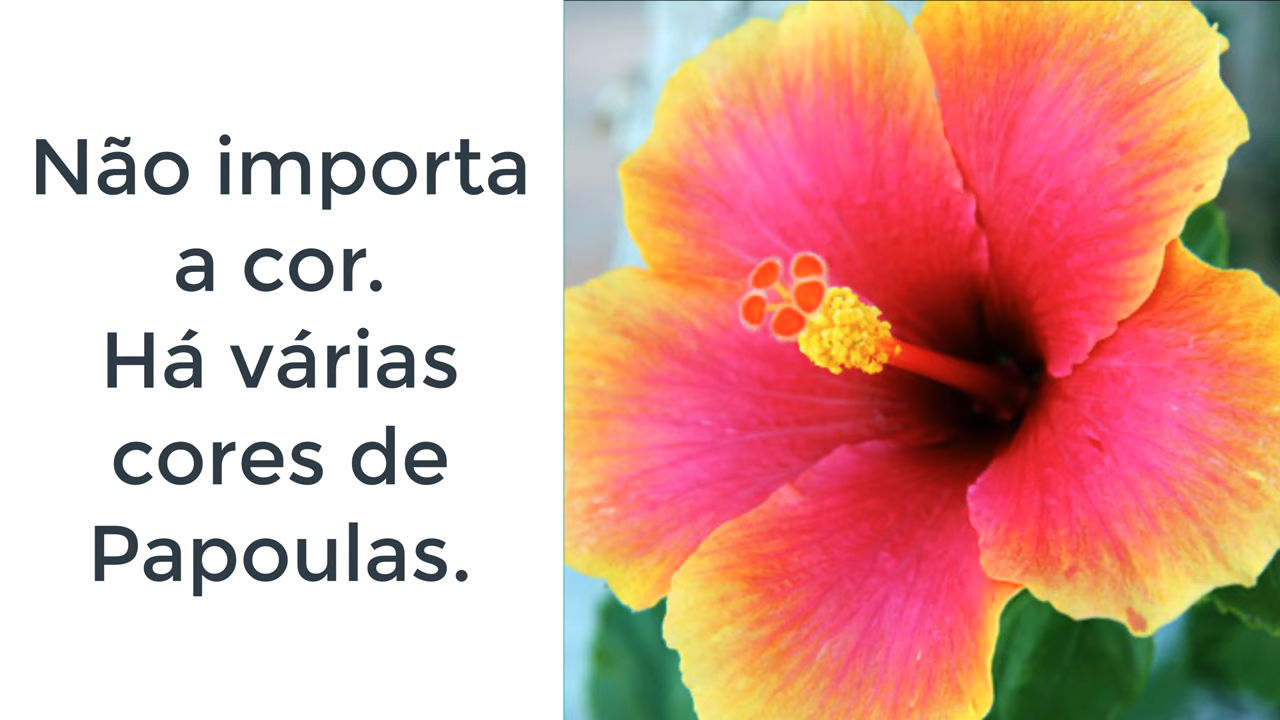 Não importa
a cor.
Há várias
cores de
Papoulas.